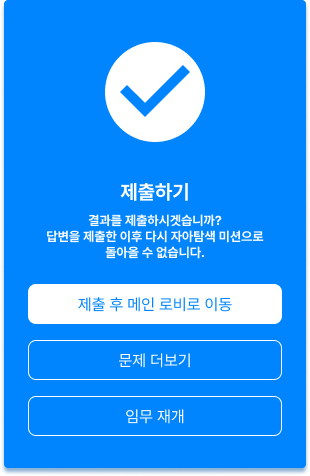 제출하기
결과를 제출하시겟습니까?
답변을 제출한 이후 다시 자아탐색 미션으로
돌아올 수 없습니다.
제출 후 메인 로비로 이동
문제 더보기
임무 재개